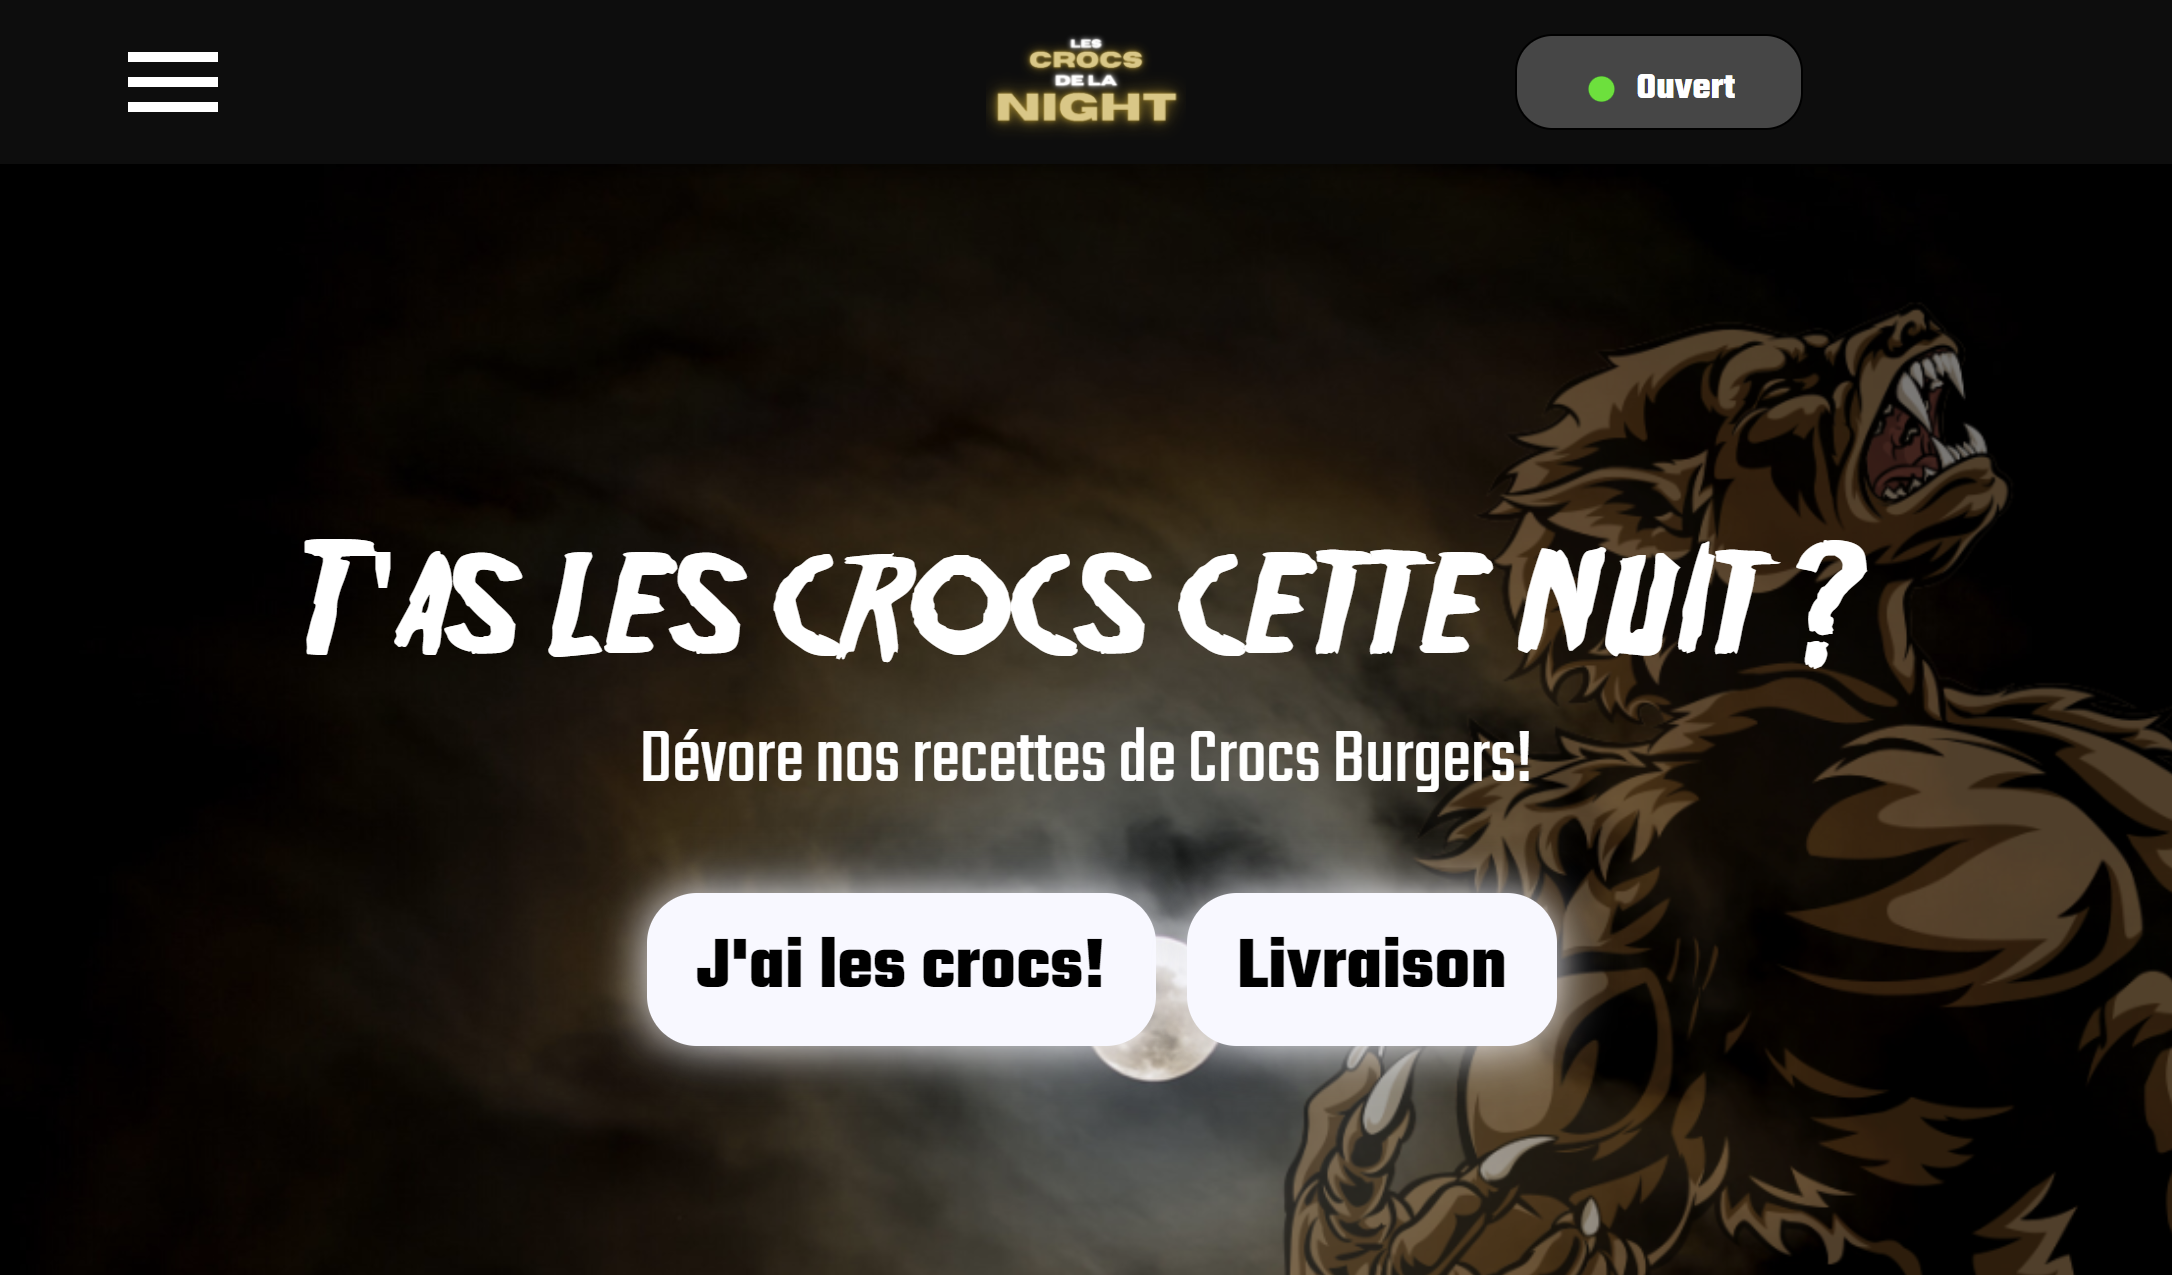 LES
CROCS
DE LA
NIGHT
Ouvert
T'AS LES CROCS CETTE NUIT ?
Dévore nos recettes de Crocs Burgers!
J'ai les crocs!
Livraison